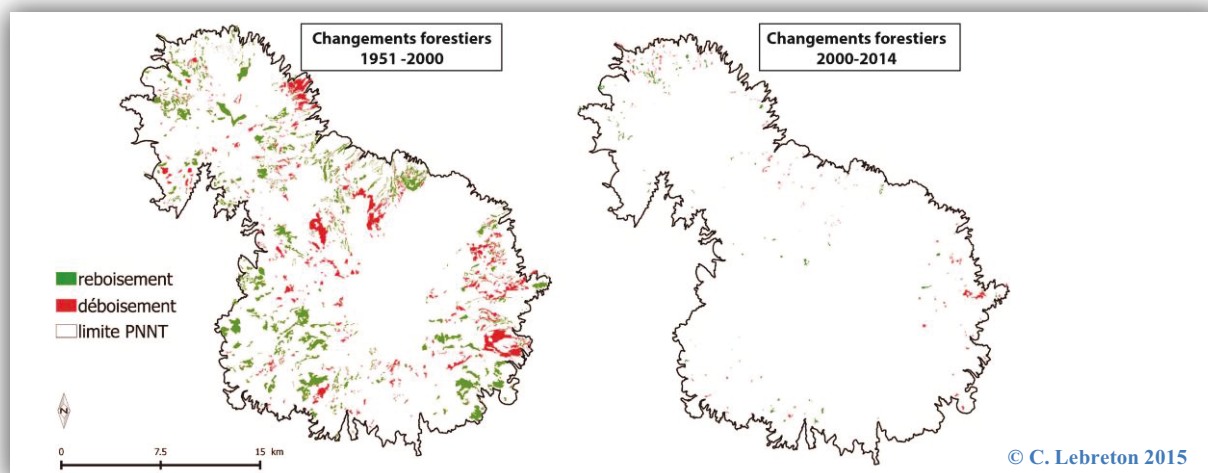 Changements forestiers
1951 -2000
Changements forestiers
2000-2014
reboisement
déboisement
limite PNNT
N
0 7.5 15 km
© C. Lebreton 2015